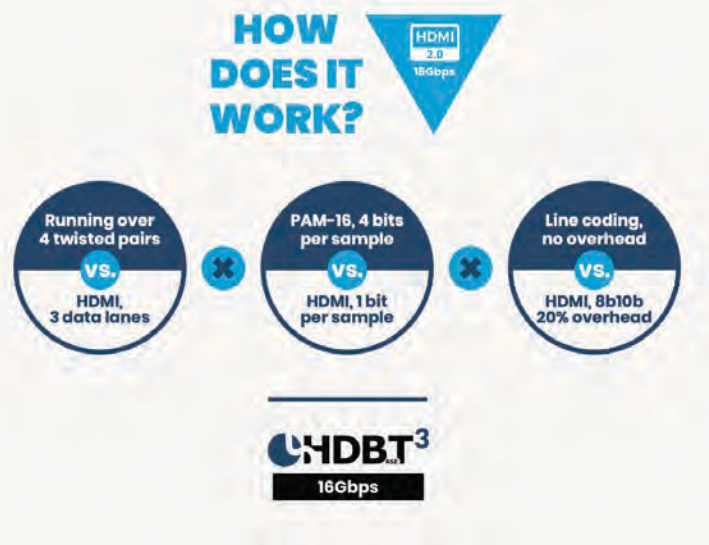 HOW
DOES IT
WORK?
HDMI
2.0
18Gbps
Running over
4 twisted pairs
vs.
HDMI,
3 data lanes
PAM-16, 4 bits
per sample
vs.
HDMI, 1 bit
per sample
Line coding,
no overhead
vs.
HDMI, 8b10b
20% overhead
HDBT3
ASE
16Gbps